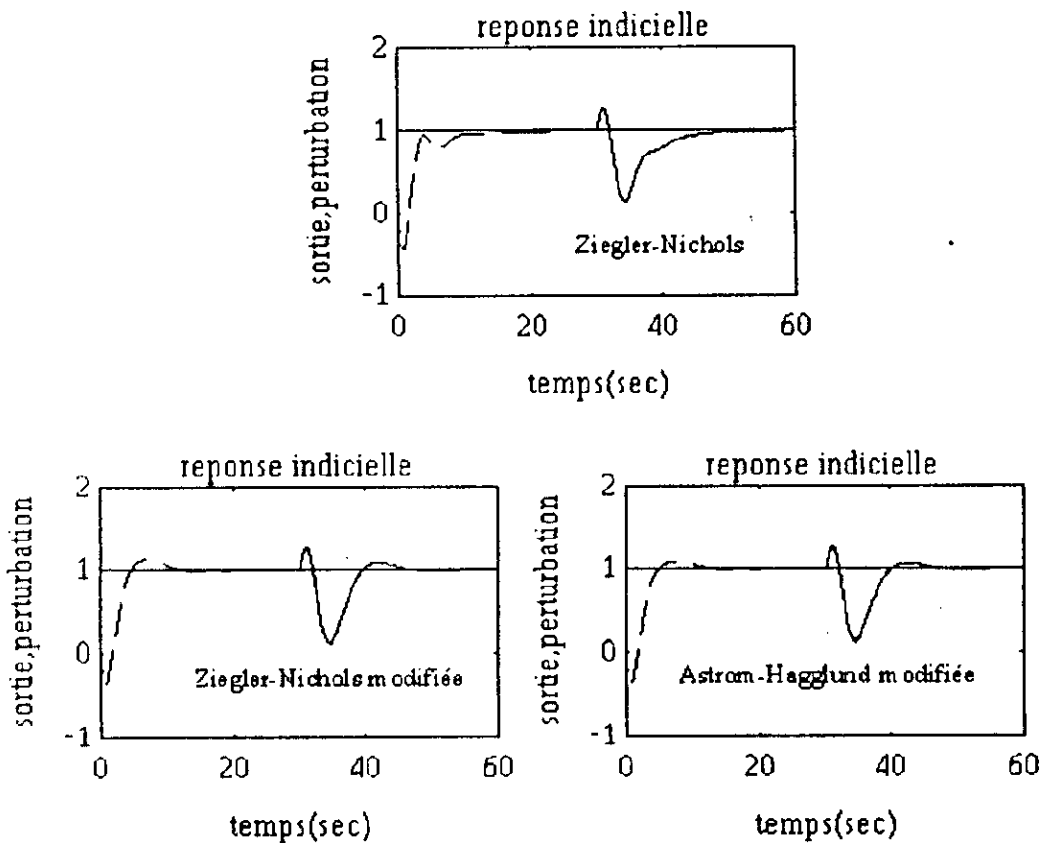 reponse indicielle
sortie,perturbation
2
1
0
-1
0
20
40
60
Ziegler-Nichols
temps(sec)
reponse indicielle
sortie,perturbation
2
1
0
-1
0
20
40
60
Ziegler-Nichols modifiée
temps(sec)
reponse indicielle
sortie,perturbation
2
1
0
-1
0
20
40
60
Astrom-Hagglund modifiée
temps(sec)